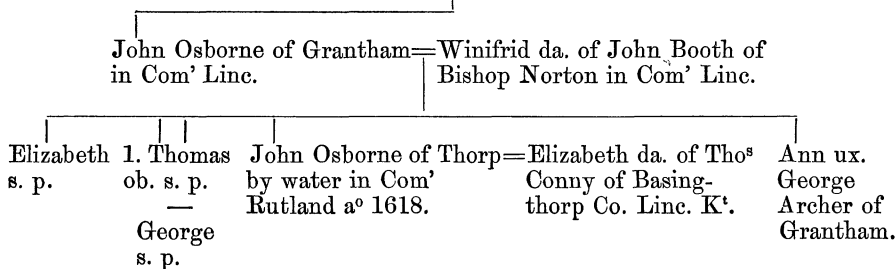 John Osborne of Grantham=Winifrid da. of John Booth of
in Com' Linc.
Bishop Norton in Com' Linc.
Elizabeth
s. p.
1. Thomas
ob. s. p.
—
George
s. p.
John Osborne of Thorp=Elizabeth da. of Thoˢ
by water in Com'
Rutland aº 1618.
Conny of Basing-
thorp Co. Linc. Kᵗ.
Ann ux.
George
Archer of
Grantham.